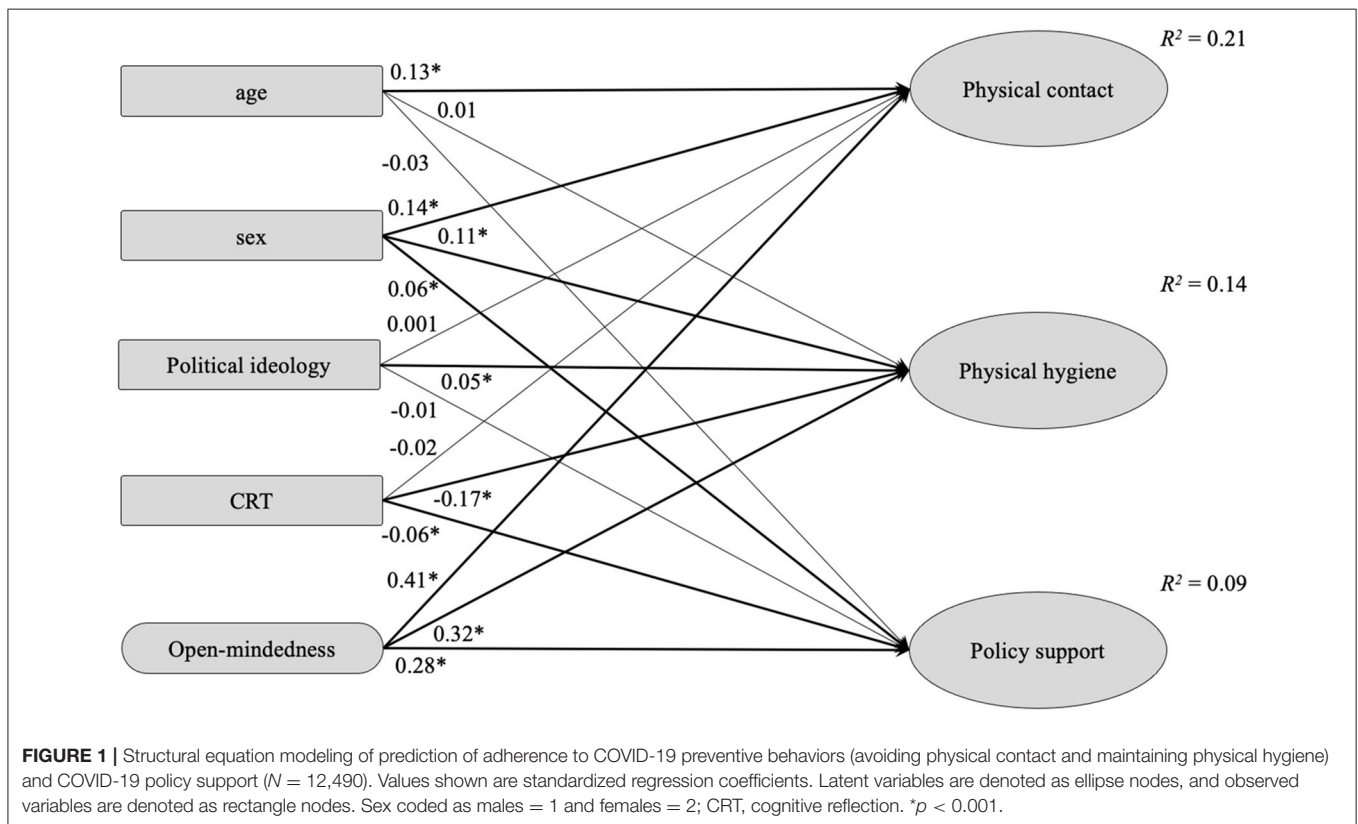 R² = 0.21
0.13*
age
Physical contact
0.01
-0.03
0.14*
sex
0.11*
0.06*
R² = 0.14
0.001
Political ideology
Physical hygiene
0.05*
-0.01
-0.02
CRT
-0.17*
-0.06*
0.41*
R² = 0.09
0.32*
Open-mindedness
Policy support
0.28*
FIGURE 1 | Structural equation modeling of prediction of adherence to COVID-19 preventive behaviors (avoiding physical contact and maintaining physical hygiene)
and COVID-19 policy support (N = 12,490). Values shown are standardized regression coefficients. Latent variables are denoted as ellipse nodes, and observed
variables are denoted as rectangle nodes. Sex coded as males = 1 and females = 2; CRT, cognitive reflection. *p < 0.001.